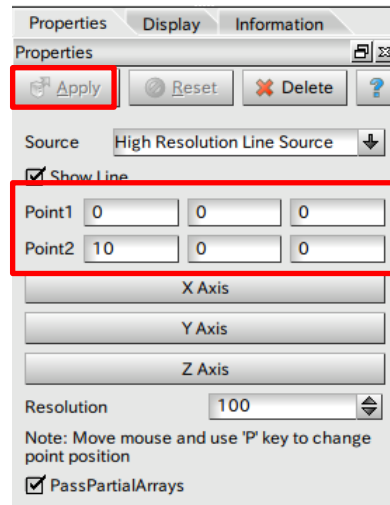 Properties Display Information
Properties
Apply Reset Delete ?
Source High Resolution Line Source
Show Line
Point1 0 0 0
Point2 10 0 0
X Axis
Y Axis
Z Axis
Resolution 100
Note: Move mouse and use 'P' key to change
point position
PassPartialArrays